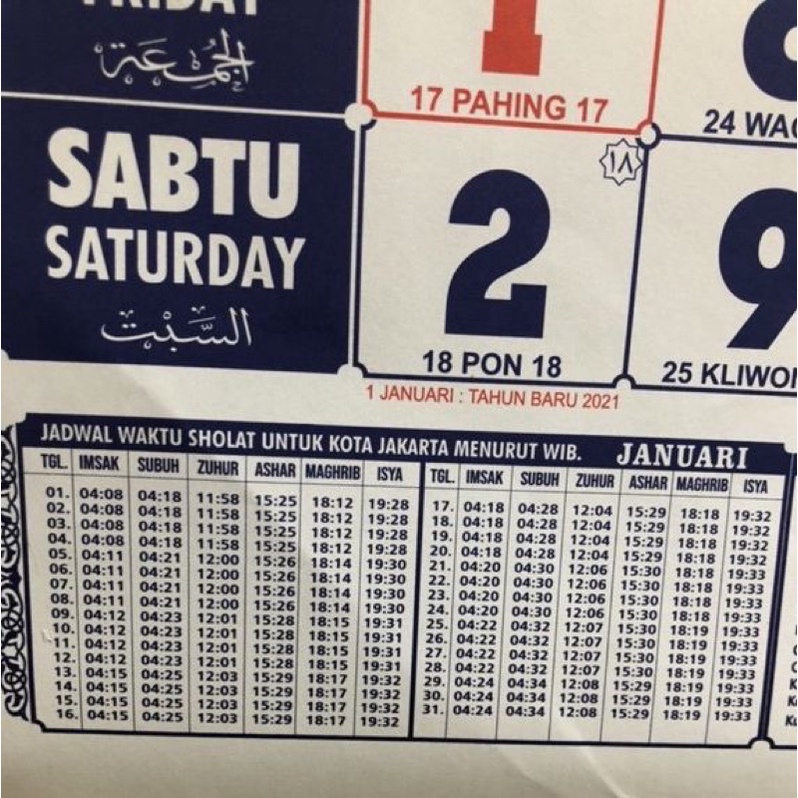 FRIDAY
الجمعة
1
17 PAHING 17
24 WAG
SABTU
SATURDAY
السبت
١٨
2
18 PON 18
9
25 KLIWON
1 JANUARI : TAHUN BARU 2021
JADWAL WAKTU SHOLAT UNTUK KOTA JAKARTA MENURUT WIB. JANUARI
TGL. IMSAK SUBUH ZUHUR ASHAR MAGHRIB ISYA TGL. IMSAK SUBUH ZUHUR ASHAR MAGHRIB ISYA
01. 04:08 04:18 11:58 15:25 18:12 19:28 17. 04:18 04:28 12:04 15:29 18:18 19:32
02. 04:08 04:18 11:58 15:25 18:12 19:28 18. 04:18 04:28 12:04 15:29 18:18 19:32
03. 04:08 04:18 11:58 15:25 18:12 19:28 19. 04:18 04:28 12:04 15:29 18:18 19:32
04. 04:08 04:18 11:58 15:25 18:12 19:28 20. 04:18 04:28 12:04 15:29 18:18 19:32
05. 04:11 04:21 12:00 15:26 18:14 19:30 21. 04:20 04:30 12:06 15:30 18:18 19:33
06. 04:11 04:21 12:00 15:26 18:14 19:30 22. 04:20 04:30 12:06 15:30 18:18 19:33
07. 04:11 04:21 12:00 15:26 18:14 19:30 23. 04:20 04:30 12:06 15:30 18:18 19:33
08. 04:11 04:21 12:00 15:26 18:14 19:30 24. 04:20 04:30 12:06 15:30 18:18 19:33
09. 04:12 04:23 12:01 15:28 18:15 19:31 25. 04:22 04:32 12:07 15:30 18:19 19:33
10. 04:12 04:23 12:01 15:28 18:15 19:31 26. 04:22 04:32 12:07 15:30 18:19 19:33
11. 04:12 04:23 12:01 15:28 18:15 19:31 27. 04:22 04:32 12:07 15:30 18:19 19:33
12. 04:12 04:23 12:01 15:28 18:15 19:31 28. 04:22 04:32 12:07 15:30 18:19 19:33
13. 04:15 04:25 12:03 15:29 18:17 19:32 29. 04:24 04:34 12:08 15:29 18:19 19:33
14. 04:15 04:25 12:03 15:29 18:17 19:32 30. 04:24 04:34 12:08 15:29 18:19 19:33
15. 04:15 04:25 12:03 15:29 18:17 19:32 31. 04:24 04:34 12:08 15:29 18:19 19:33
16. 04:15 04:25 12:03 15:29 18:17 19:32